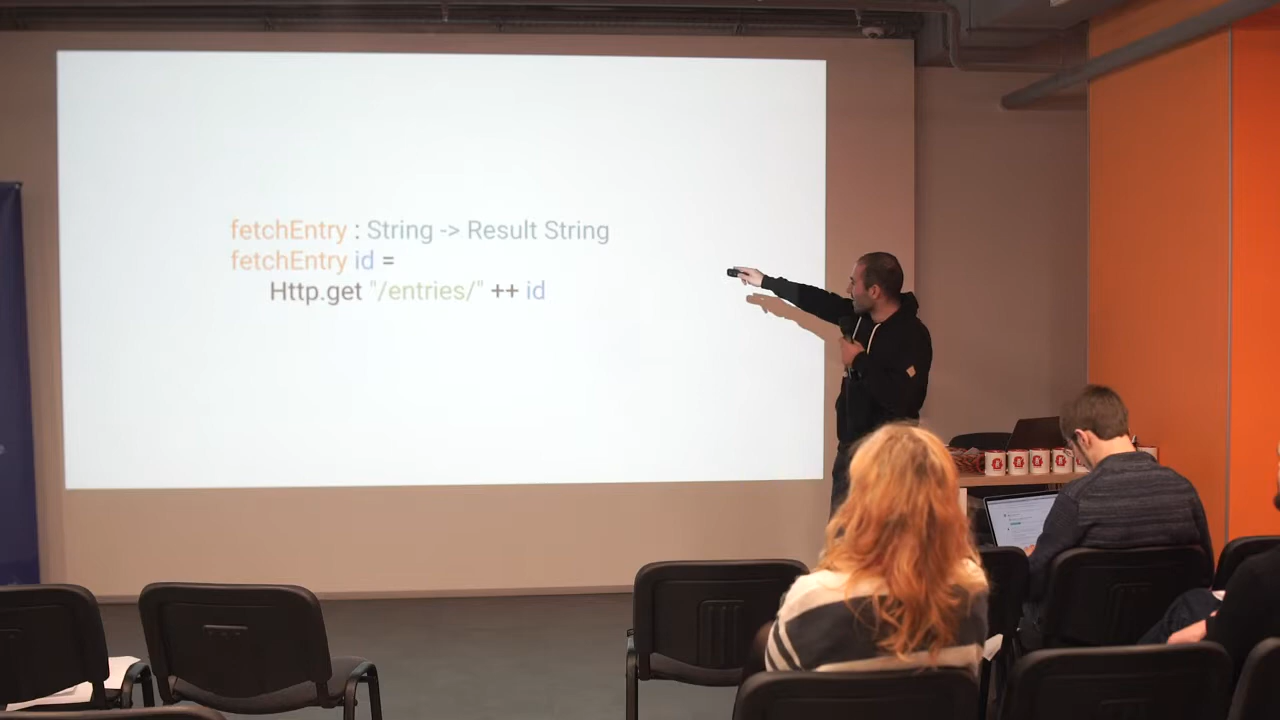 fetchEntry : String -> Result String
fetchEntry id =
Http.get "/entries/" ++ id